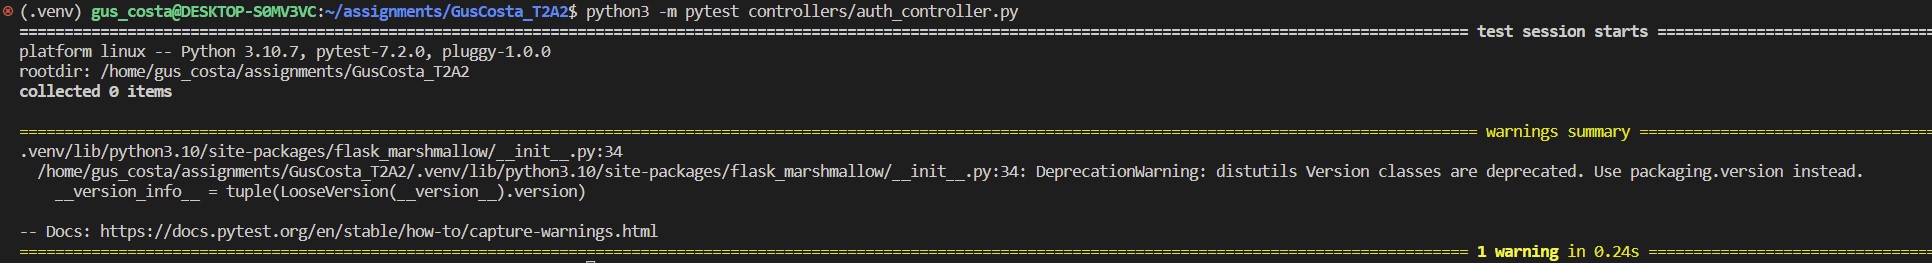 (.venv) gus_costa@DESKTOP-S0MV3VC:~/assignments/GusCosta_T2A2$ python3 -m pytest controllers/auth_controller.py
================================ test session starts ================================
platform linux -- Python 3.10.7, pytest-7.2.0, pluggy-1.0.0
rootdir: /home/gus_costa/assignments/GusCosta_T2A2
collected 0 items
================================ warnings summary ================================
.venv/lib/python3.10/site-packages/flask_marshmallow/__init__.py:34
  /home/gus_costa/assignments/GusCosta_T2A2/.venv/lib/python3.10/site-packages/flask_marshmallow/__init__.py:34: DeprecationWarning: distutils Version classes are deprecated. Use packaging.version instead.
    __version_info__ = tuple(LooseVersion(__version__).version)
-- Docs: https://docs.pytest.org/en/stable/how-to/capture-warnings.html
================================ 1 warning in 0.24s ================================